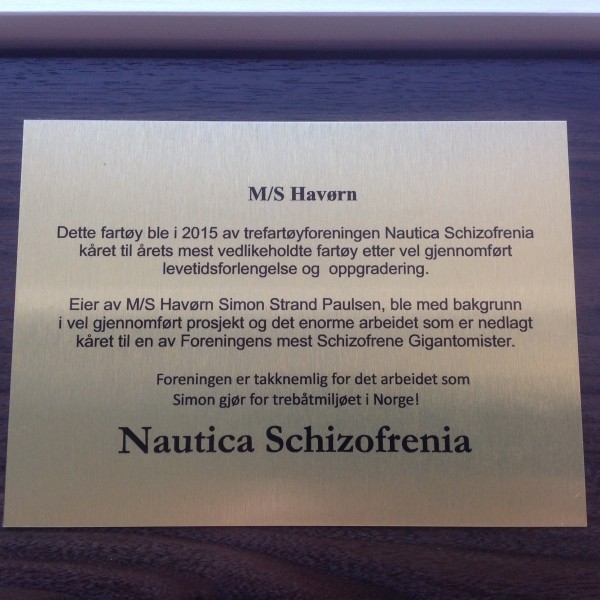 M/S Havørn
Dette fartøy ble i 2015 av trefartøyforeningen Nautica Schizofrenia
kåret til årets mest vedlikeholdte fartøy etter vel gjennomført
levetidsforlengelse og oppgradering.
Eier av M/S Havørn Simon Strand Paulsen, ble med bakgrunn
i vel gjennomført prosjekt og det enorme arbeidet som er nedlagt
kåret til en av Foreningens mest Schizofrene Gigantomister.
Foreningen er takknemlig for det arbeidet som
Simon gjør for trebåtmiljøet i Norge!
Nautica Schizofrenia